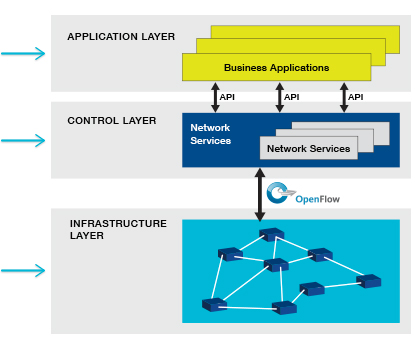 APPLICATION LAYER
Business Applications
API API API
CONTROL LAYER
Network
Services
Network Services
OpenFlow
INFRASTRUCTURE
LAYER